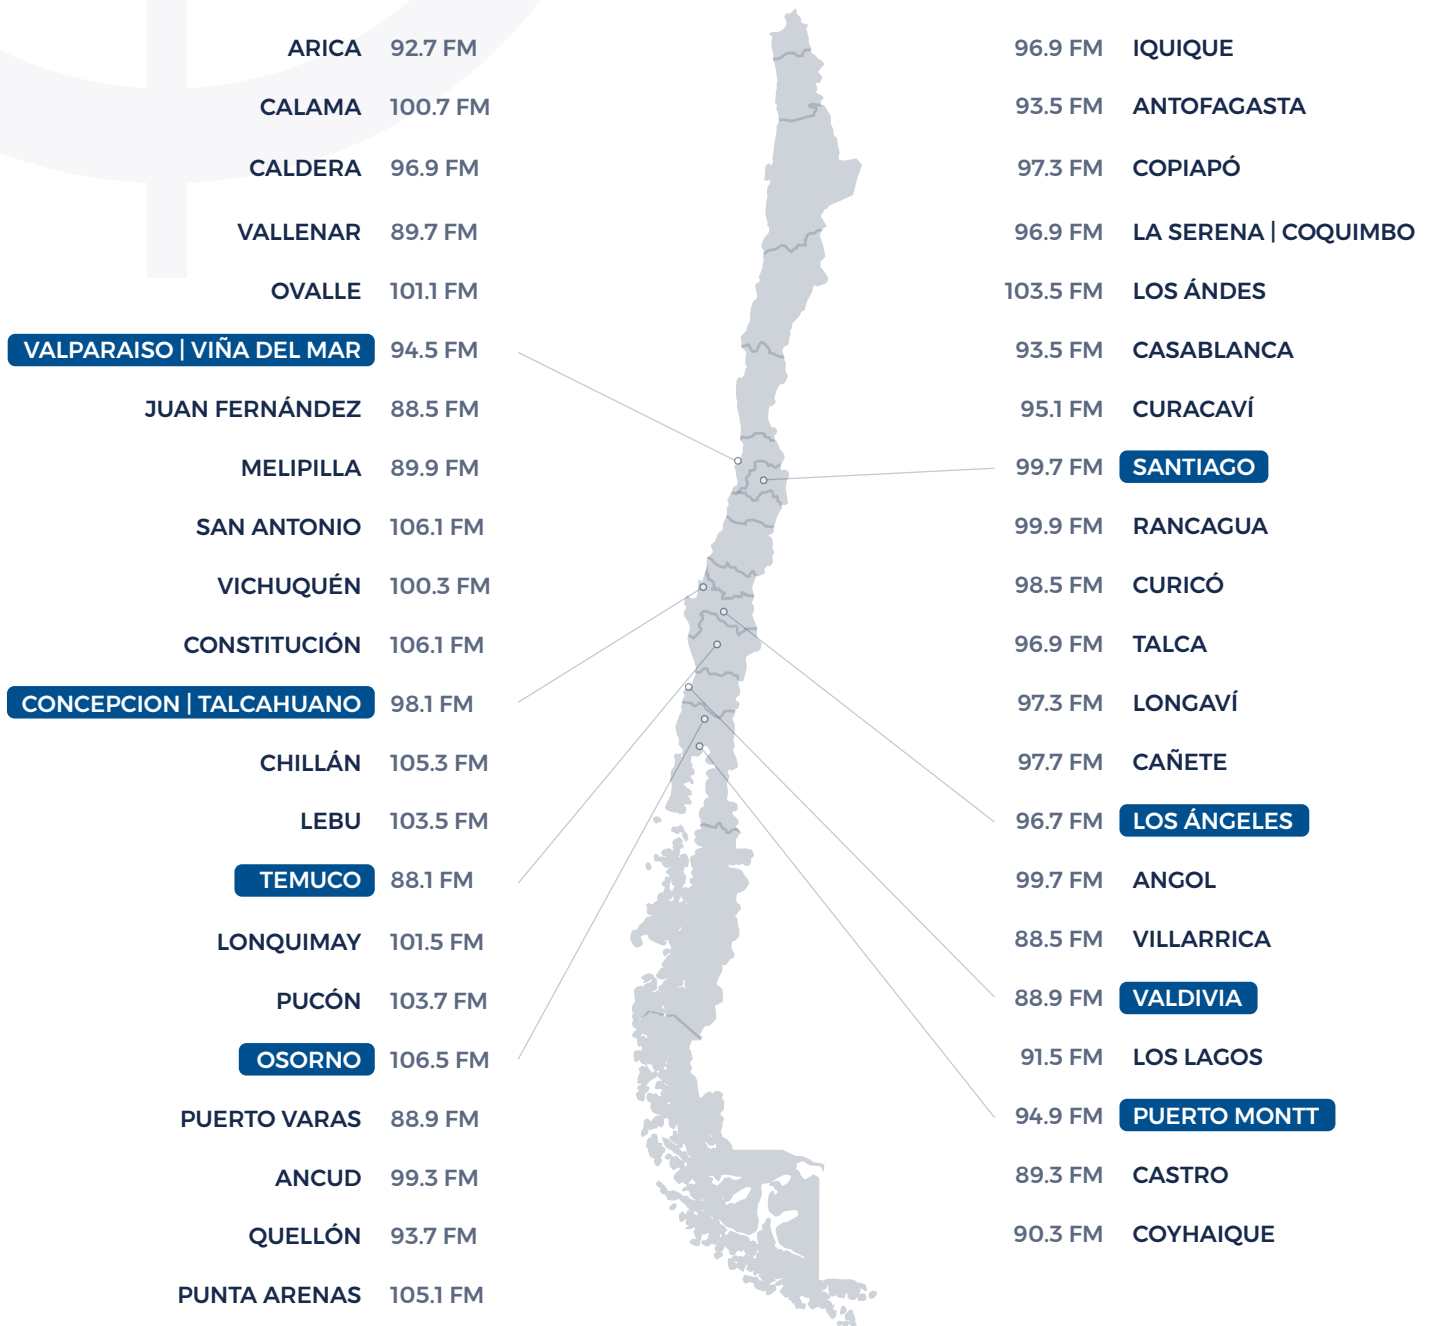 ARICA 92.7 FM
CALAMA 100.7 FM
CALDERA 96.9 FM
VALLENAR 89.7 FM
OVALLE 101.1 FM
VALPARAISO | VIÑA DEL MAR 94.5 FM
JUAN FERNÁNDEZ 88.5 FM
MELIPILLA 89.9 FM
SAN ANTONIO 106.1 FM
VICHUQUÉN 100.3 FM
CONSTITUCIÓN 106.1 FM
CONCEPCION | TALCAHUANO 98.1 FM
CHILLÁN 105.3 FM
LEBU 103.5 FM
TEMUCO 88.1 FM
LONQUIMAY 101.5 FM
PUCÓN 103.7 FM
OSORNO 106.5 FM
PUERTO VARAS 88.9 FM
ANCUD 99.3 FM
QUELLÓN 93.7 FM
PUNTA ARENAS 105.1 FM
96.9 FM IQUIQUE
93.5 FM ANTOFAGASTA
97.3 FM COPIAPÓ
96.9 FM LA SERENA | COQUIMBO
103.5 FM LOS ÁNDES
93.5 FM CASABLANCA
95.1 FM CURACAVÍ
99.7 FM SANTIAGO
99.9 FM RANCAGUA
98.5 FM CURICÓ
96.9 FM TALCA
97.3 FM LONGAVÍ
97.7 FM CAÑETE
96.7 FM LOS ÁNGELES
99.7 FM ANGOL
88.5 FM VILLARRICA
88.9 FM VALDIVIA
91.5 FM LOS LAGOS
94.9 FM PUERTO MONTT
89.3 FM CASTRO
90.3 FM COYHAIQUE